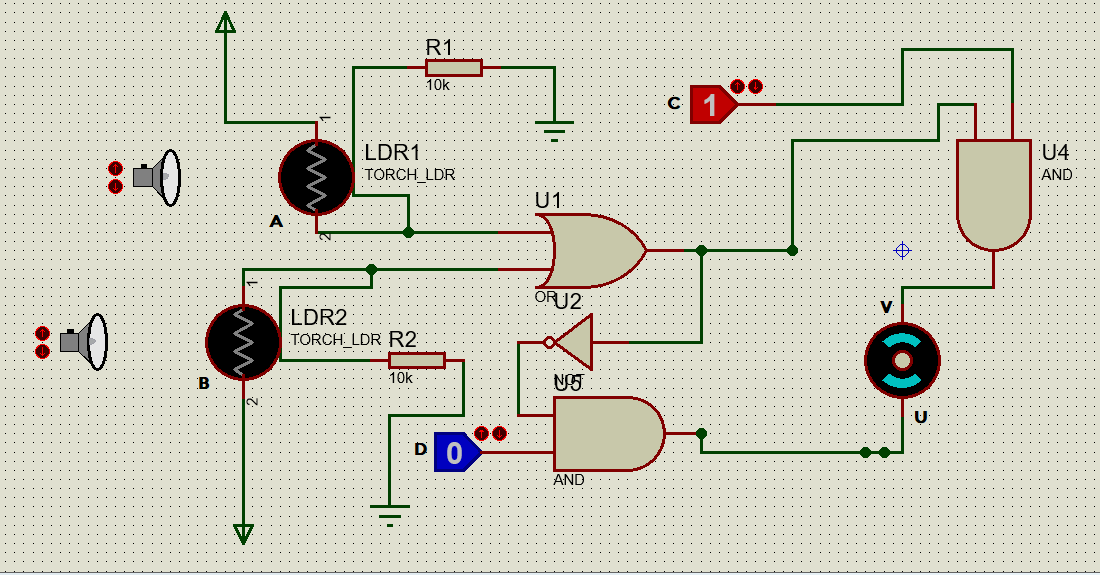 R1
10k
C
1
1
LDR1
TORCH_LDR
U4
AND
A
2
U1
OR
U2
1
LDR2
TORCH_LDR
R2
10k
NOT
U5
B
2
D
0
AND
V
U